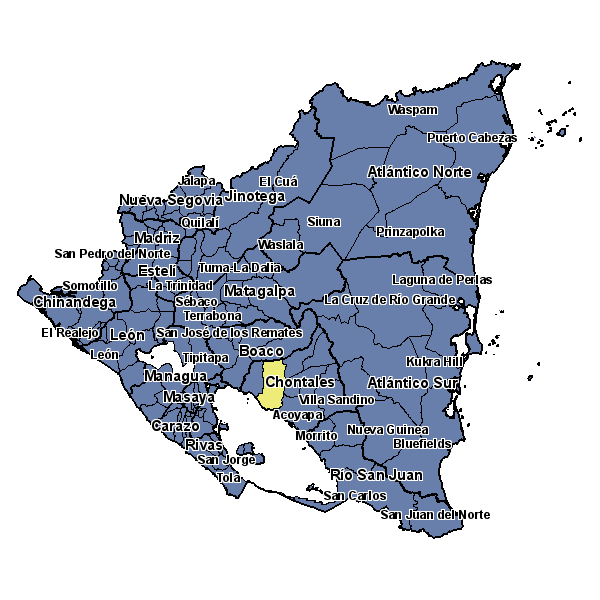 Waspam
Puerto Cabezas
Atlántico Norte
Jalapa
El Cuá
Nueva Segovia
Jinotega
Quilalí
Siuna
Prinzapolka
Madriz
Waslala
San Pedro del Norte
Estelí
Tuma-La Dalia
Laguna de Perlas
Somotillo
La Trinidad
Matagalpa
Chinandega
Sébaco
La Cruz de Río Grande
Terrabona
El Realejo
León
San José de los Remates
León
Tipitapa
Boaco
Kukra Hill
Managua
Chontales
Atlántico Sur
Masaya
Villa Sandino
Acoyapa
Carazo
Morrito
Nueva Guinea
Rivas
Bluefields
San Jorge
Tola
Río San Juan
San Carlos
San Juan del Norte